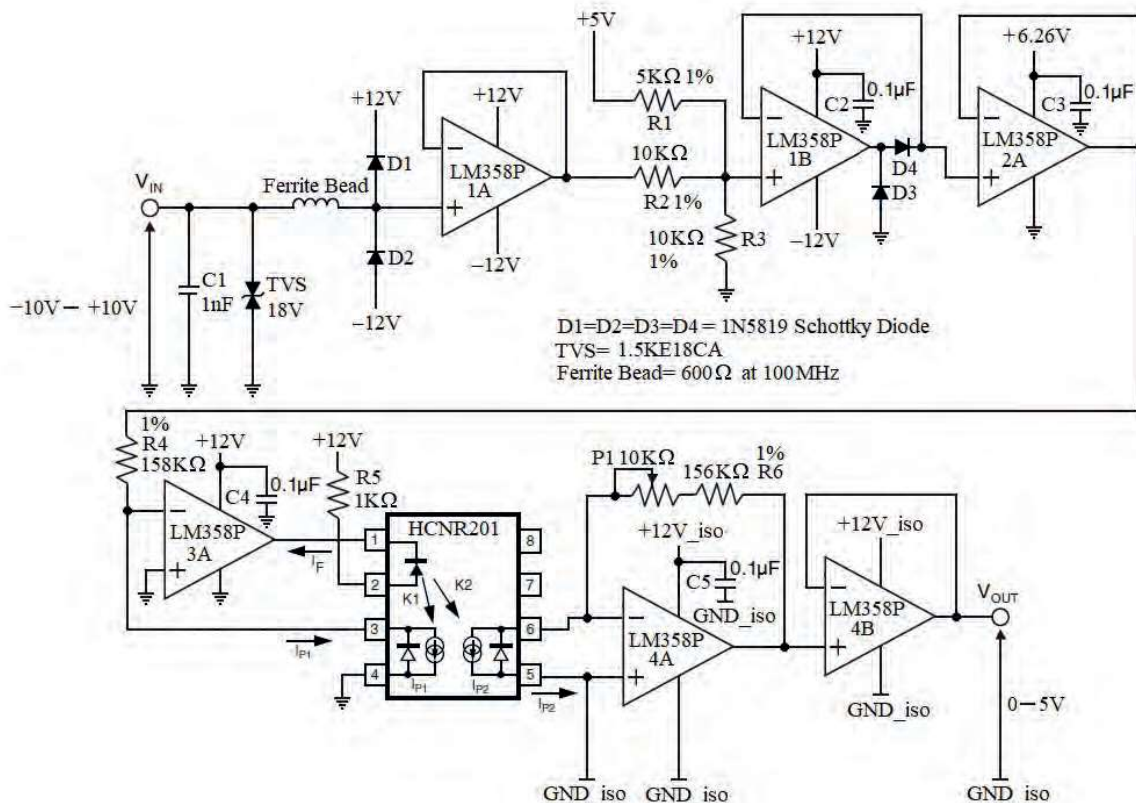 +5V
+12V
+6.26V
5KΩ 1%
R1
C2
0.1µF
C3
0.1µF
+12V
D1
+12V
LM358P
1A
−12V
10KΩ
R2 1%
LM358P
1B
−12V
D4
D3
LM358P
2A
V_IN
Ferrite Bead
10KΩ
1%
R3
D2
−12V
C1
1nF
TVS
18V
−10V− +10V
D1=D2=D3=D4= 1N5819 Schottky Diode
TVS= 1.5KE18CA
Ferrite Bead= 600Ω at 100MHz
1%
R4
158KΩ
+12V
C4
0.1µF
LM358P
3A
+12V
R5
1KΩ
I_F
HCNR201
1
2
3
4
8
7
6
5
K1
K2
I_P1
I_P1
I_P2
I_P2
P1 10KΩ
156KΩ
1%
R6
+12V_iso
C5
0.1µF
GND_iso
LM358P
4A
+12V_iso
LM358P
4B
GND_iso
V_OUT
0−5V
GND_iso
GND_iso
GND_iso